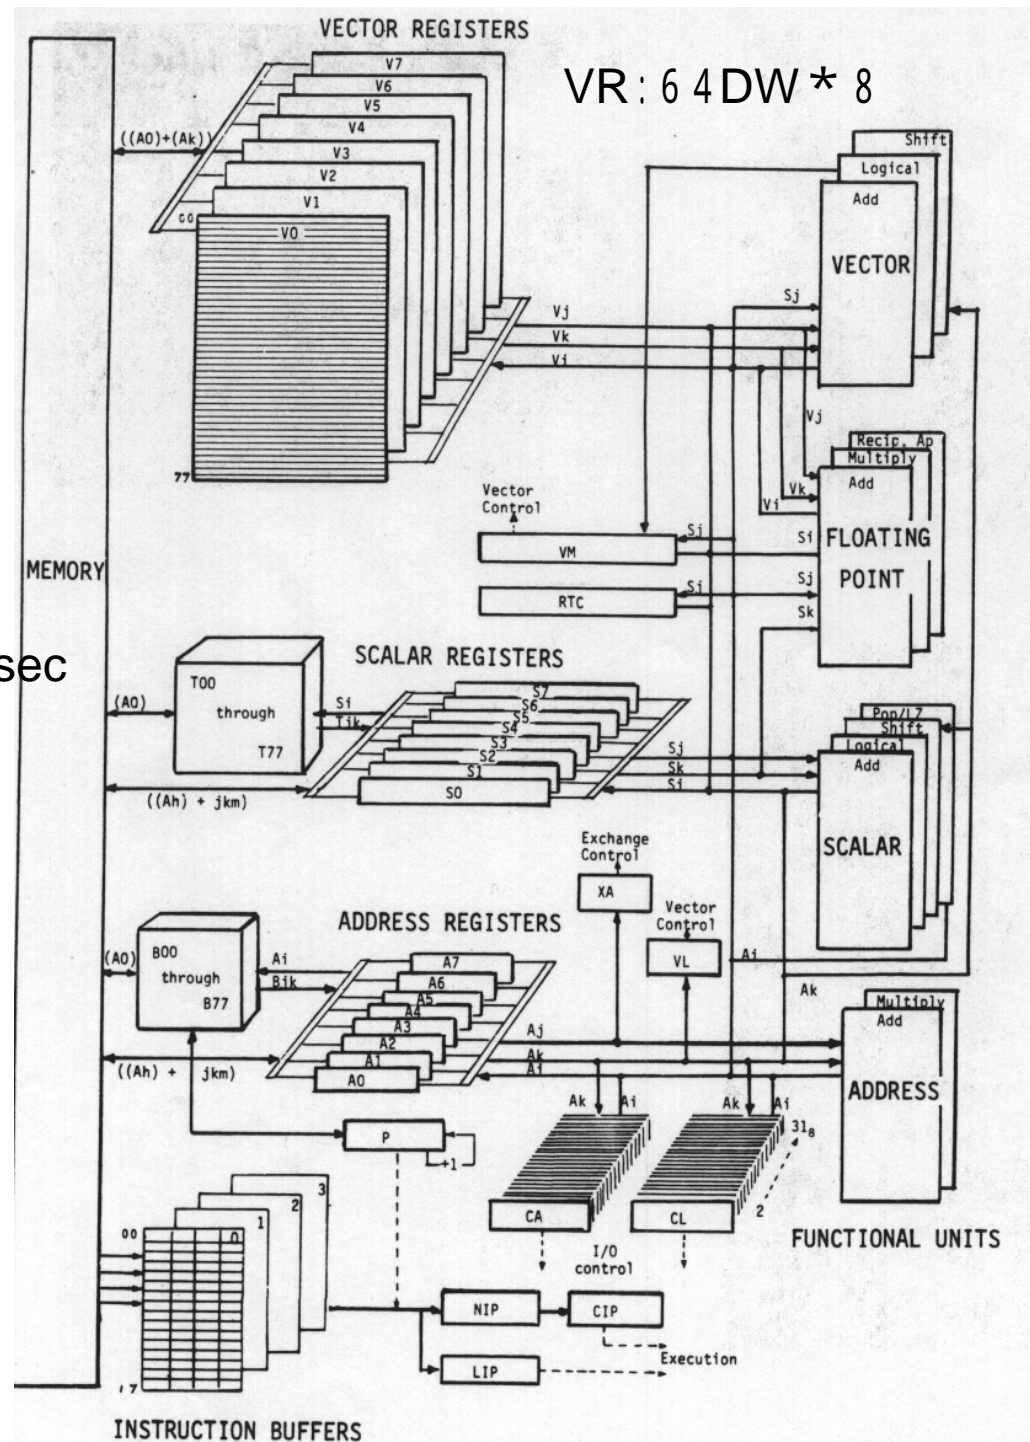 VECTOR REGISTERS
VR:64DW*8
V7
V6
V5
V4
V3
V2
V1
V0
00
77
((A0)+(Ak))
Shift
Logical
Add
VECTOR
Sj
Vj
Vk
Vi
Vj
Vk
Vi
Recip. Ap
Multiply
Add
FLOATING
POINT
Si
Sj
Sk
Vector
Control
VM
Sj
RTC
Sj
MEMORY
sec
SCALAR REGISTERS
T00
through
T77
(A0)
Si
Tjk
S7
S6
S5
S4
S3
S2
S1
S0
((Ah) + jkm)
Sj
Sk
Si
Pop/LZ
Shift
Logical
Add
SCALAR
Exchange
Control
XA
Vector
Control
VL
Ai
Ak
ADDRESS REGISTERS
B00
through
B77
(A0)
Ai
Bjk
A7
A6
A5
A4
A3
A2
A1
A0
((Ah) + jkm)
Aj
Ak
Ai
Multiply
Add
ADDRESS
Ak
Ai
Ak
Ai
31₈
2
CA
CL
I/O
control
FUNCTIONAL UNITS
P
+1
00
3
2
1
0
17
NIP
CIP
LIP
Execution
INSTRUCTION BUFFERS